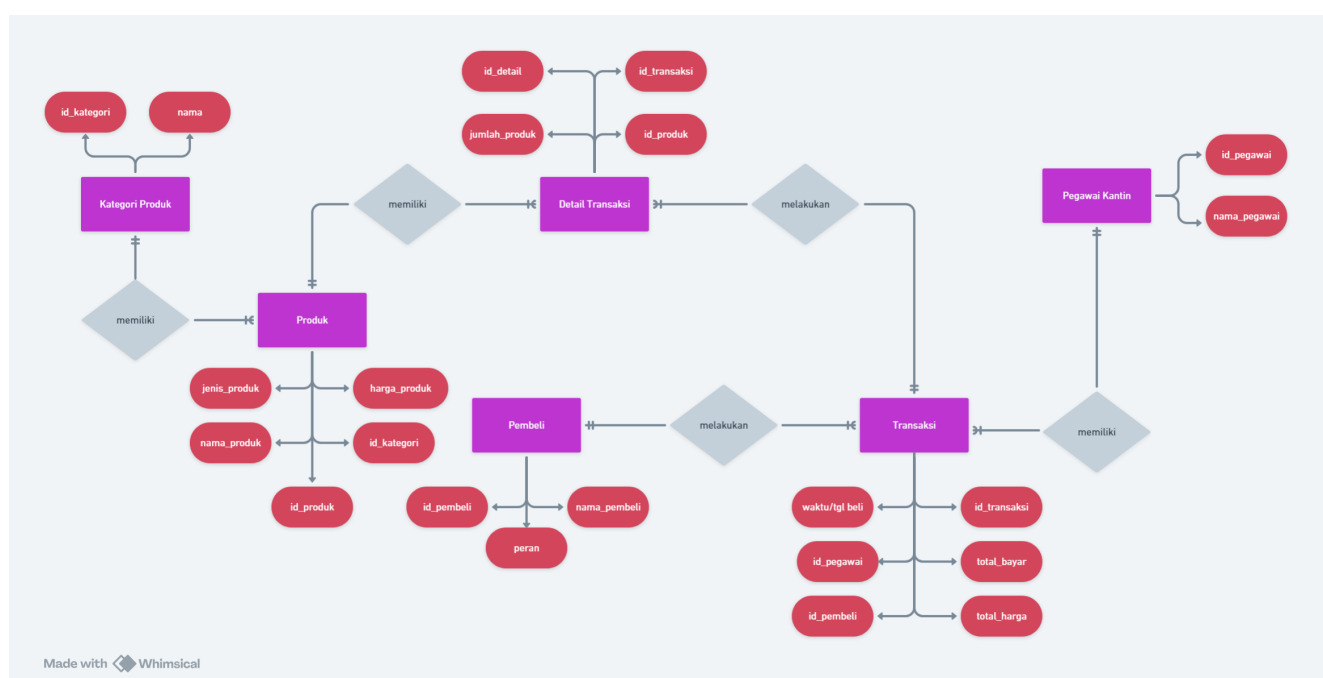 id_detail
id_transaksi
id_kategori
nama
jumlah_produk
id_produk
id_pegawai
Kategori Produk
memiliki
Detail Transaksi
melakukan
Pegawai Kantin
nama_pegawai
memiliki
Produk
jenis_produk
harga_produk
nama_produk
id_kategori
id_produk
Pembeli
melakukan
Transaksi
memiliki
id_pembeli
nama_pembeli
peran
waktu/tgl beli
id_transaksi
id_pegawai
total_bayar
id_pembeli
total_harga
Made with Whimsical